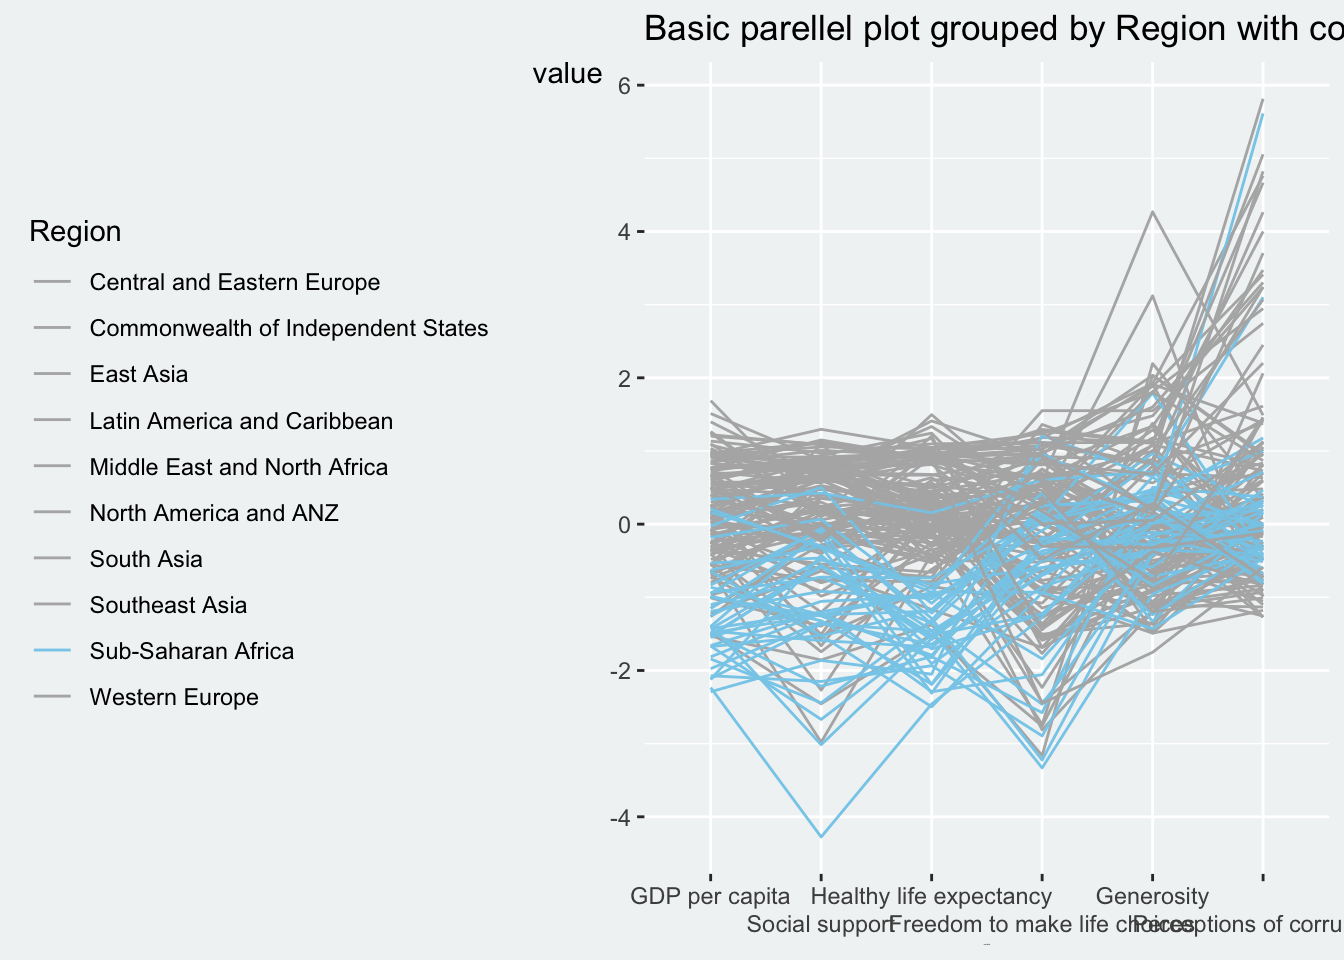 Basic parellel plot grouped by Region with co
value
6
4
2
0
-2
-4
Region
Central and Eastern Europe
Commonwealth of Independent States
East Asia
Latin America and Caribbean
Middle East and North Africa
North America and ANZ
South Asia
Southeast Asia
Sub-Saharan Africa
Western Europe
GDP per capita
Healthy life expectancy
Generosity
Social support
Freedom to make life choices
Perceptions of corru